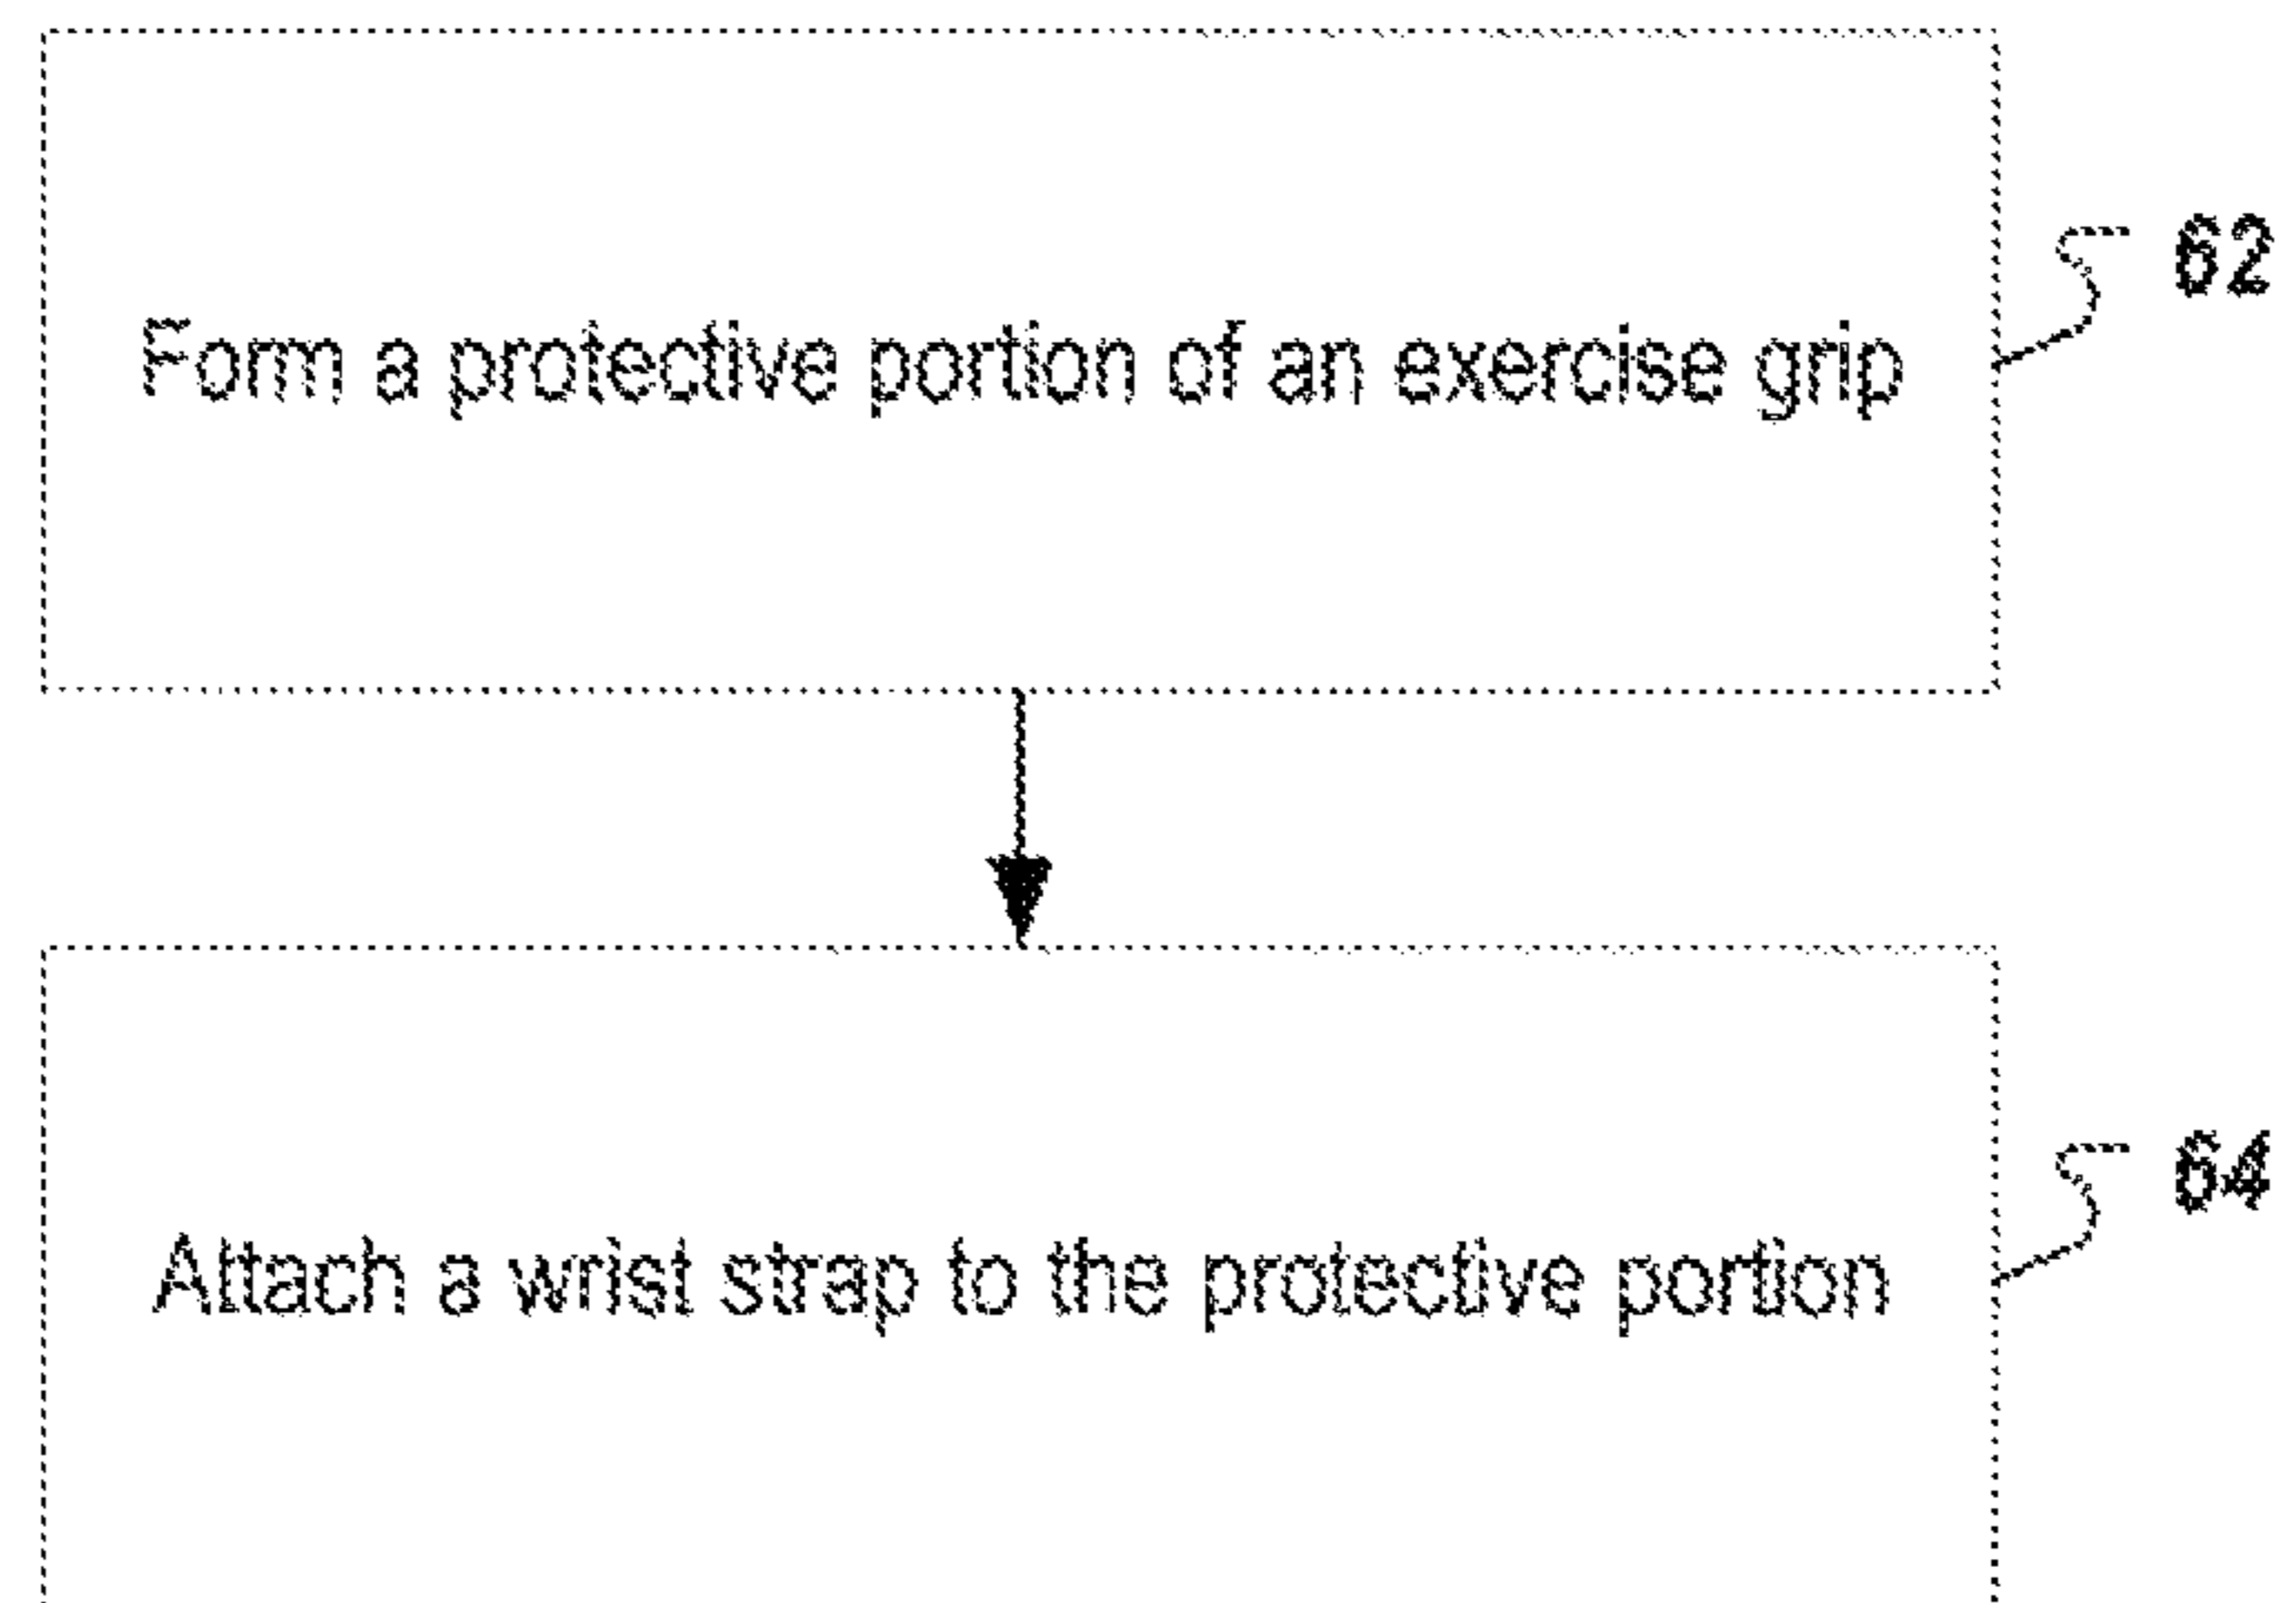 62
Form a protective portion of an exercise grip
64
Attach a wrist strap to the protective portion